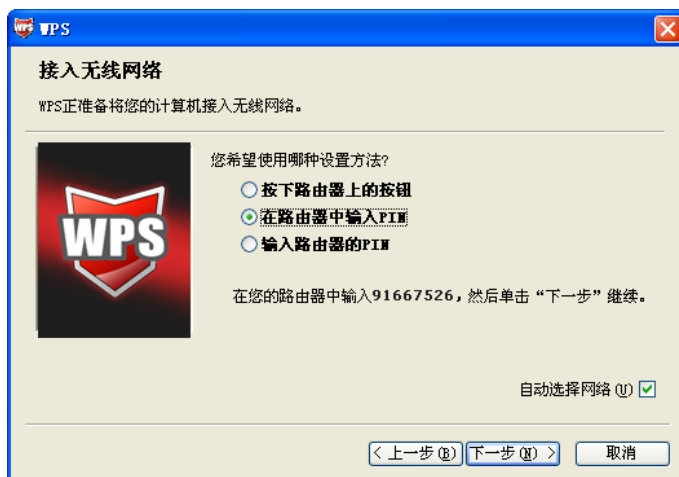 WPS
接入无线网络
WPS正准备将您的计算机接入无线网络。
您希望使用哪种设置方法?
按下路由器上的按钮
在路由器中输入PIN
输入路由器的PIN
WPS
在您的路由器中输入91667526，然后单击“下一步”继续。
自动选择网络(U)
< 上一步(B) 下一步(N) > 取消